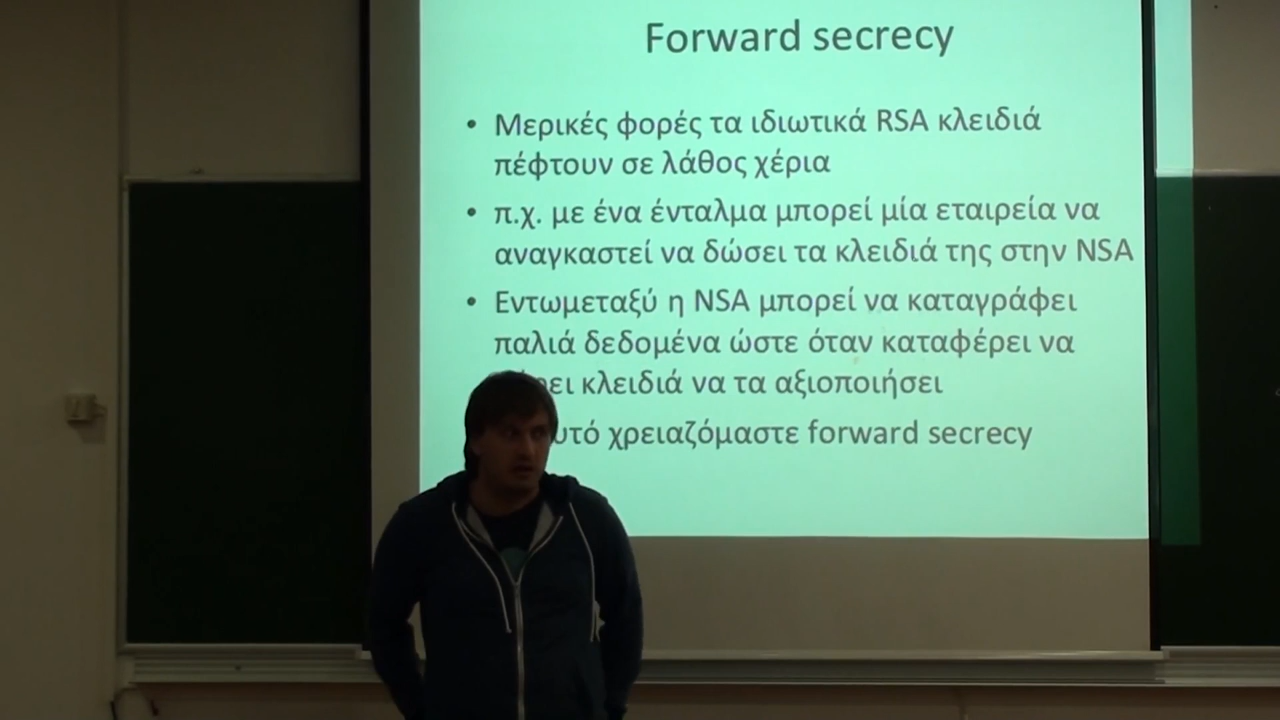 Forward secrecy
• Μερικές φορές τα ιδιωτικά RSA κλειδιά
πέφτουν σε λάθος χέρια
• π.χ. με ένα ένταλμα μπορεί μία εταιρεία να
αναγκαστεί να δώσει τα κλειδιά της στην NSA
• Εντωμεταξύ η NSA μπορεί να καταγράφει
παλιά δεδομένα ώστε όταν καταφέρει να
κλειδιά να τα αξιοποιήσει
χρειαζόμαστε forward secrecy